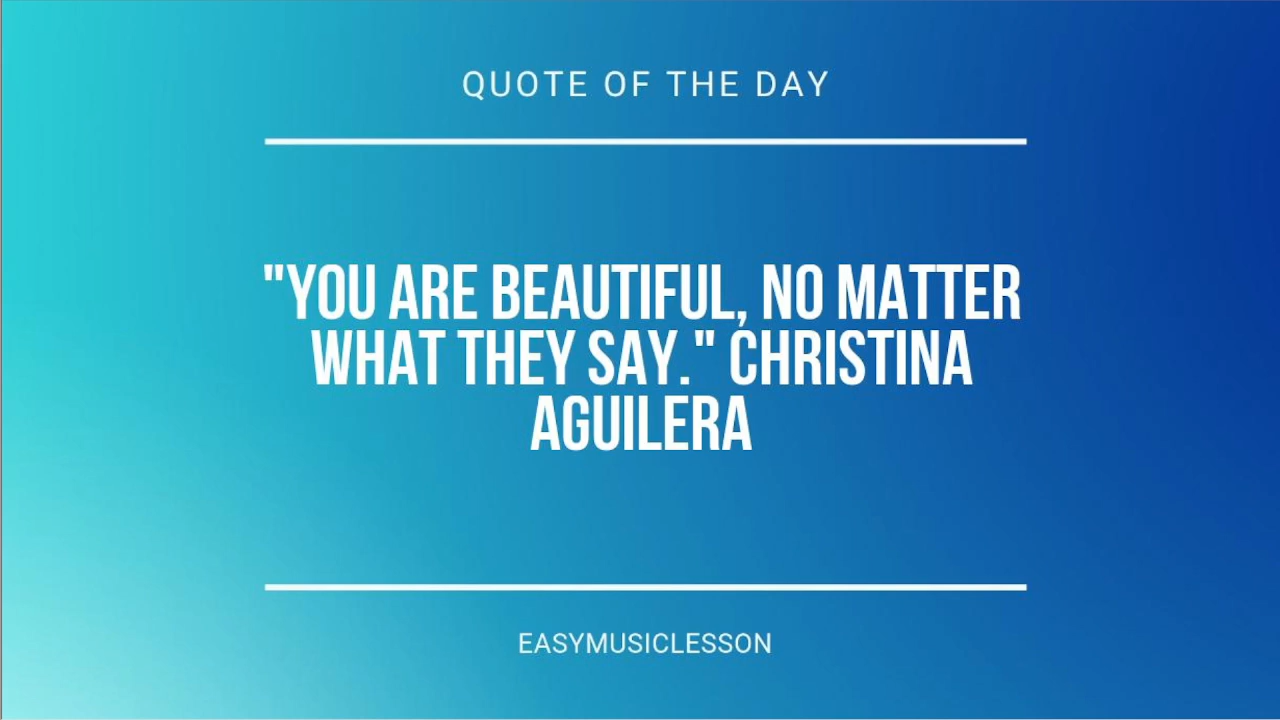 QUOTE OF THE DAY
"YOU ARE BEAUTIFUL, NO MATTER
WHAT THEY SAY." CHRISTINA
AGUILERA
EASYMUSICLESSON